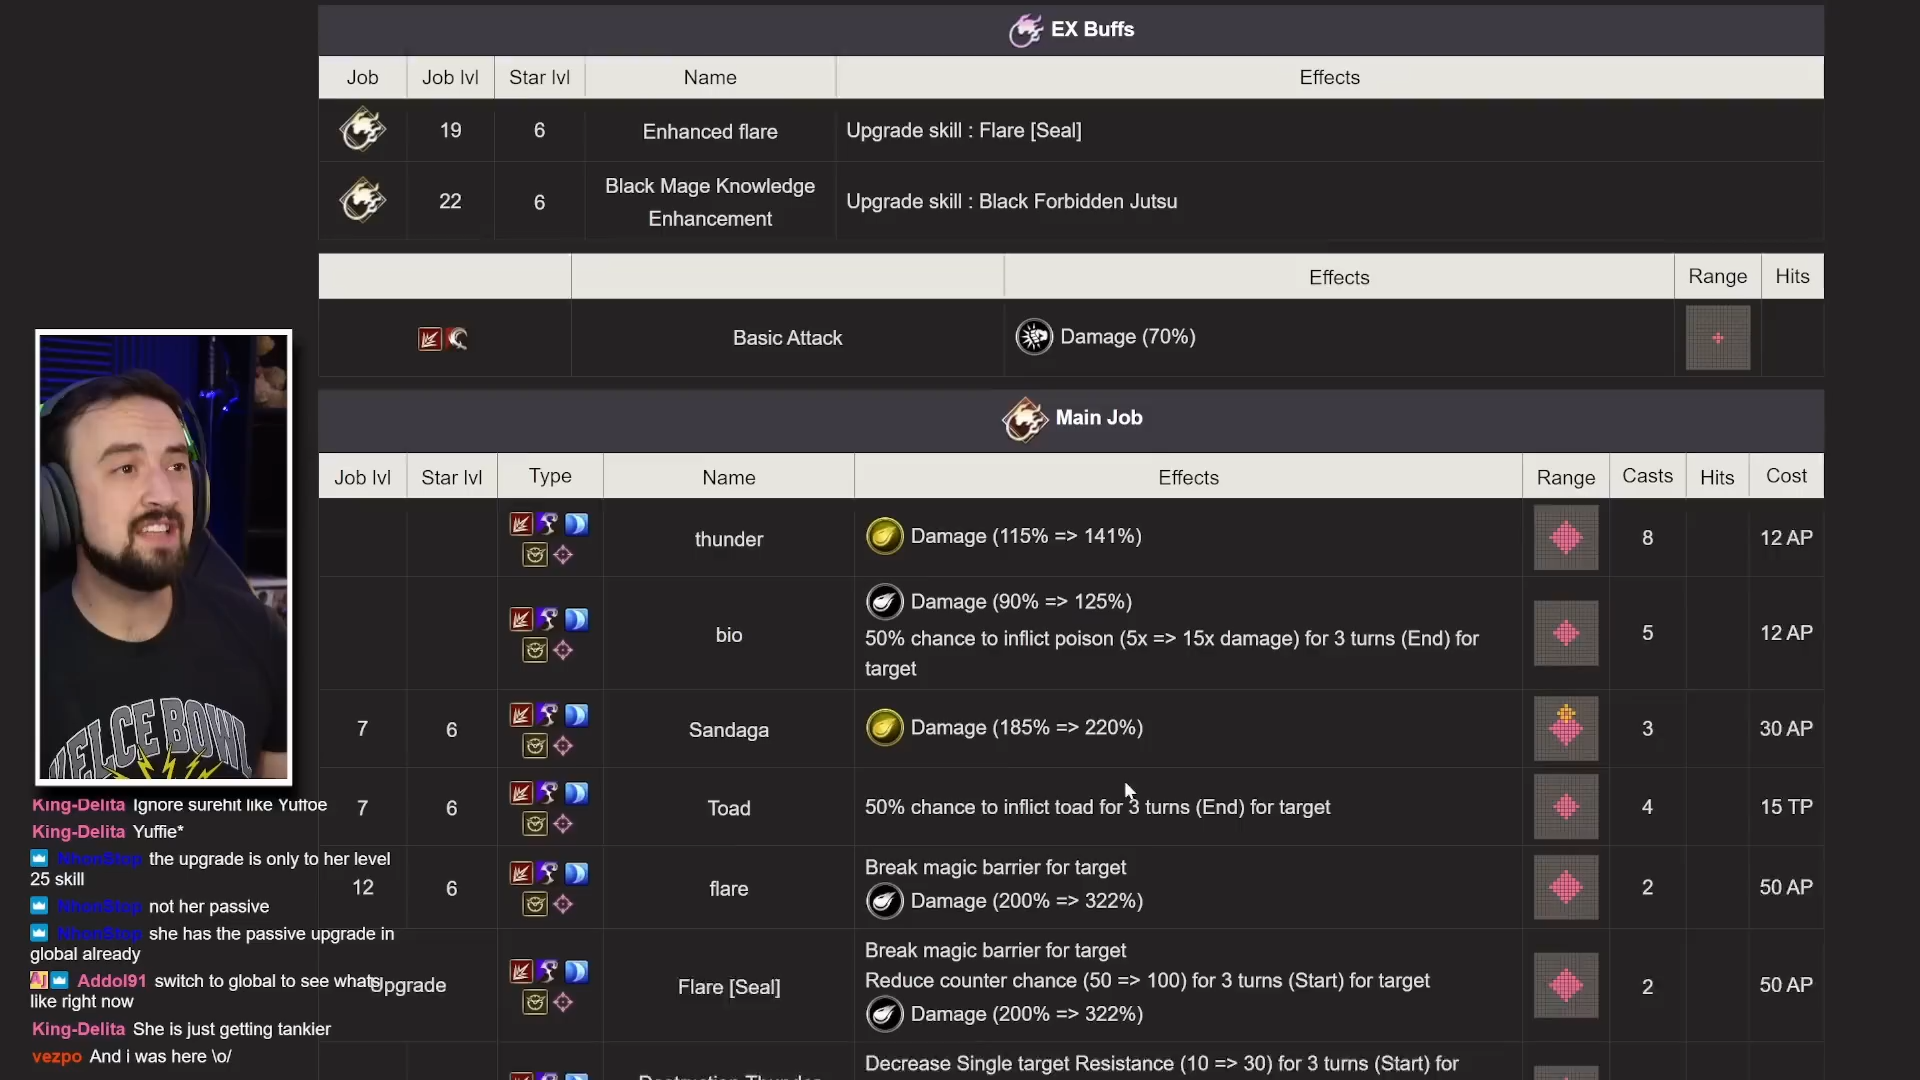 EX Buffs
Job Job lvl Star lvl Name Effects
19 6 Enhanced flare Upgrade skill : Flare [Seal]
22 6 Black Mage Knowledge
Enhancement Upgrade skill : Black Forbidden Jutsu
Effects Range Hits
Basic Attack Damage (70%)
Main Job
Job lvl Star lvl Type Name Effects Range Casts Hits Cost
thunder Damage (115% => 141%) 8 12 AP
bio Damage (90% => 125%)
50% chance to inflict poison (5x => 15x damage) for 3 turns (End) for
target 5 12 AP
7 6 Sandaga Damage (185% => 220%) 3 30 AP
7 6 Toad 50% chance to inflict toad for 3 turns (End) for target 4 15 TP
12 6 flare Break magic barrier for target
Damage (200% => 322%) 2 50 AP
Upgrade Flare [Seal] Break magic barrier for target
Reduce counter chance (50 => 100) for 3 turns (Start) for target
Damage (200% => 322%) 2 50 AP
Decrease Single target Resistance (10 => 30) for 3 turns (Start) for
King-Delita Ignore surehit like Yuffoe
King-Delita Yuffie*
NhonStop the upgrade is only to her level
25 skill
NhonStop not her passive
NhonStop she has the passive upgrade in
global already
Addol91 switch to global to see whats
like right now
King-Delita She is just getting tankier
vezpo And i was here \o/